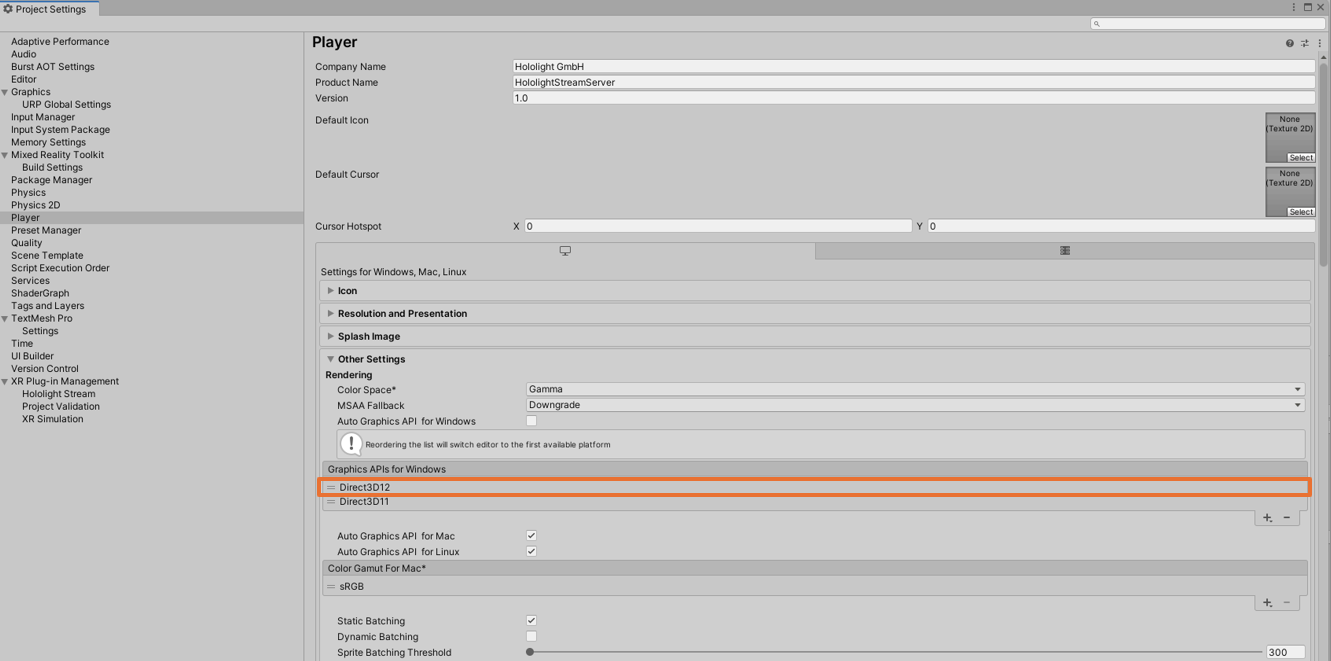 Project Settings
Adaptive Performance
Audio
Burst AOT Settings
Editor
Graphics
URP Global Settings
Input Manager
Input System Package
Memory Settings
Mixed Reality Toolkit
Build Settings
Package Manager
Physics
Physics 2D
Player
Preset Manager
Quality
Scene Template
Script Execution Order
Services
ShaderGraph
Tags and Layers
TextMesh Pro
Settings
Time
UI Builder
Version Control
XR Plug-in Management
Hololight Stream
Project Validation
XR Simulation
Player
Company Name Hololight GmbH
Product Name HololightStreamServer
Version 1.0
Default Icon
None
(Texture 2D)
Select
Default Cursor
None
(Texture 2D)
Select
Cursor Hotspot X 0 Y 0
Settings for Windows, Mac, Linux
Icon
Resolution and Presentation
Splash Image
Other Settings
Rendering
Color Space* Gamma
MSAA Fallback Downgrade
Auto Graphics API for Windows
Reordering the list will switch editor to the first available platform
Graphics APIs for Windows
Direct3D12
Direct3D11
Auto Graphics API for Mac
Auto Graphics API for Linux
Color Gamut For Mac*
sRGB
Static Batching
Dynamic Batching
Sprite Batching Threshold 300